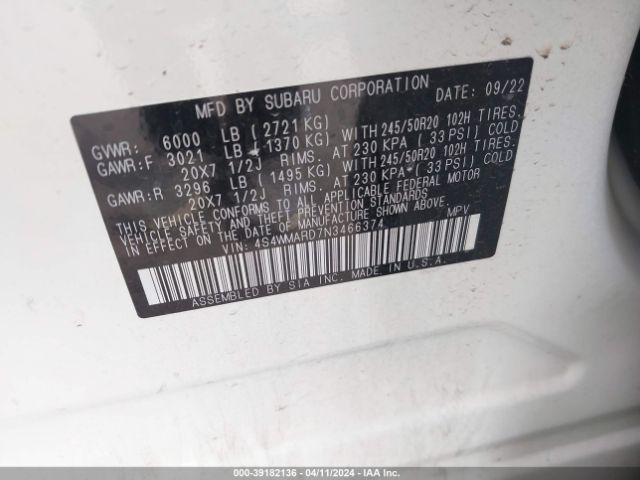 MFD BY SUBARU CORPORATION DATE: 09/22
GVWR: 6000 LB (2721 KG)
GAWR:F 3021 LB (1370 KG) WITH 245/50R20 102H TIRES,
20X7 1/2J RIMS. AT 230 KPA (33 PSI) COLD
GAWR:R 3296 LB (1495 KG) WITH 245/50R20 102H TIRES,
20X7 1/2J RIMS. AT 230 KPA (33 PSI) COLD
THIS VEHICLE CONFORMS TO ALL APPLICABLE FEDERAL MOTOR
VEHICLE SAFETY, BUMPER, AND THEFT PREVENTION STANDARDS
IN EFFECT ON THE DATE OF MANUFACTURE SHOWN ABOVE.
VIN: 4S4WMARD7N3466374 MPV
ASSEMBLED BY SIA INC. MADE IN U.S.A.
000-39182136 - 04/11/2024 - IAA Inc.